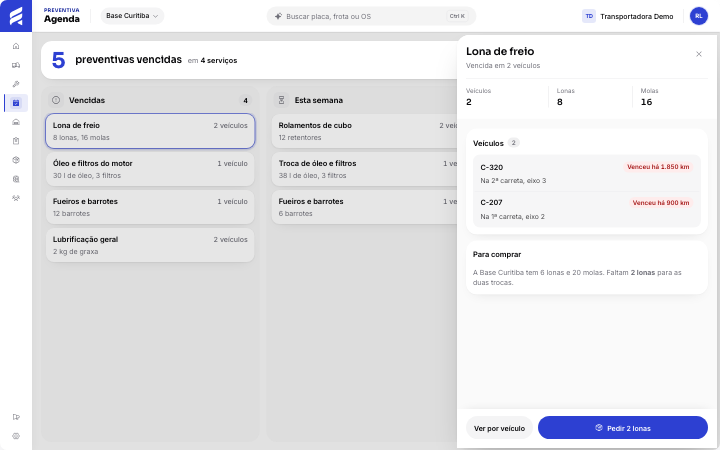 PREVENTIVA
Agenda
Base Curitiba
Buscar placa, frota ou OS
Ctrl K
TD
Transportadora Demo
RL
5 preventivas vencidas em 4 serviços
Vencidas
4
Lona de freio
2 veículos
8 lonas, 16 molas
Óleo e filtros do motor
1 veículo
30 l de óleo, 3 filtros
Fueiros e barrotes
1 veículo
12 barrotes
Lubrificação geral
2 veículos
2 kg de graxa
Esta semana
Rolamentos de cubo
2 veíc
12 retentores
Troca de óleo e filtros
1 ve
38 l de óleo, 3 filtros
Fueiros e barrotes
1 ve
6 barrotes
Lona de freio
Vencida em 2 veículos
Veículos
2
Lonas
8
Molas
16
Veículos
2
C-320
Venceu há 1.850 km
Na 2ª carreta, eixo 3
C-207
Venceu há 900 km
Na 1ª carreta, eixo 2
Para comprar
A Base Curitiba tem 6 lonas e 20 molas. Faltam 2 lonas para as
duas trocas.
Ver por veículo
Pedir 2 lonas